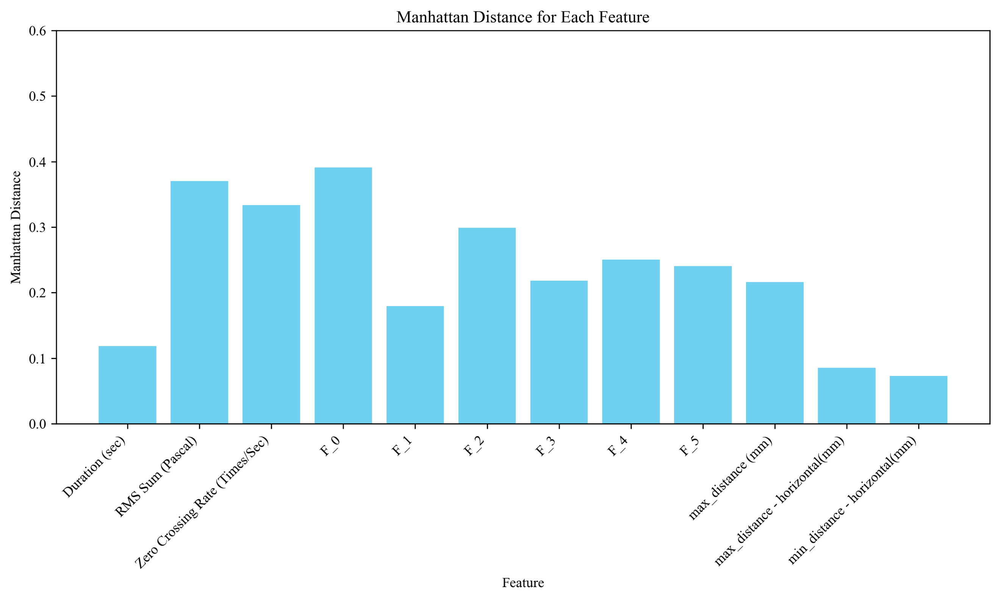 Manhattan Distance for Each Feature
Manhattan Distance
0.6
0.5
0.4
0.3
0.2
0.1
0.0
Duration (sec)
RMS Sum (Pascal)
Zero Crossing Rate (Times/Sec)
F_0
F_1
F_2
F_3
F_4
F_5
max_distance (mm)
max_distance - horizontal(mm)
min_distance - horizontal(mm)
Feature